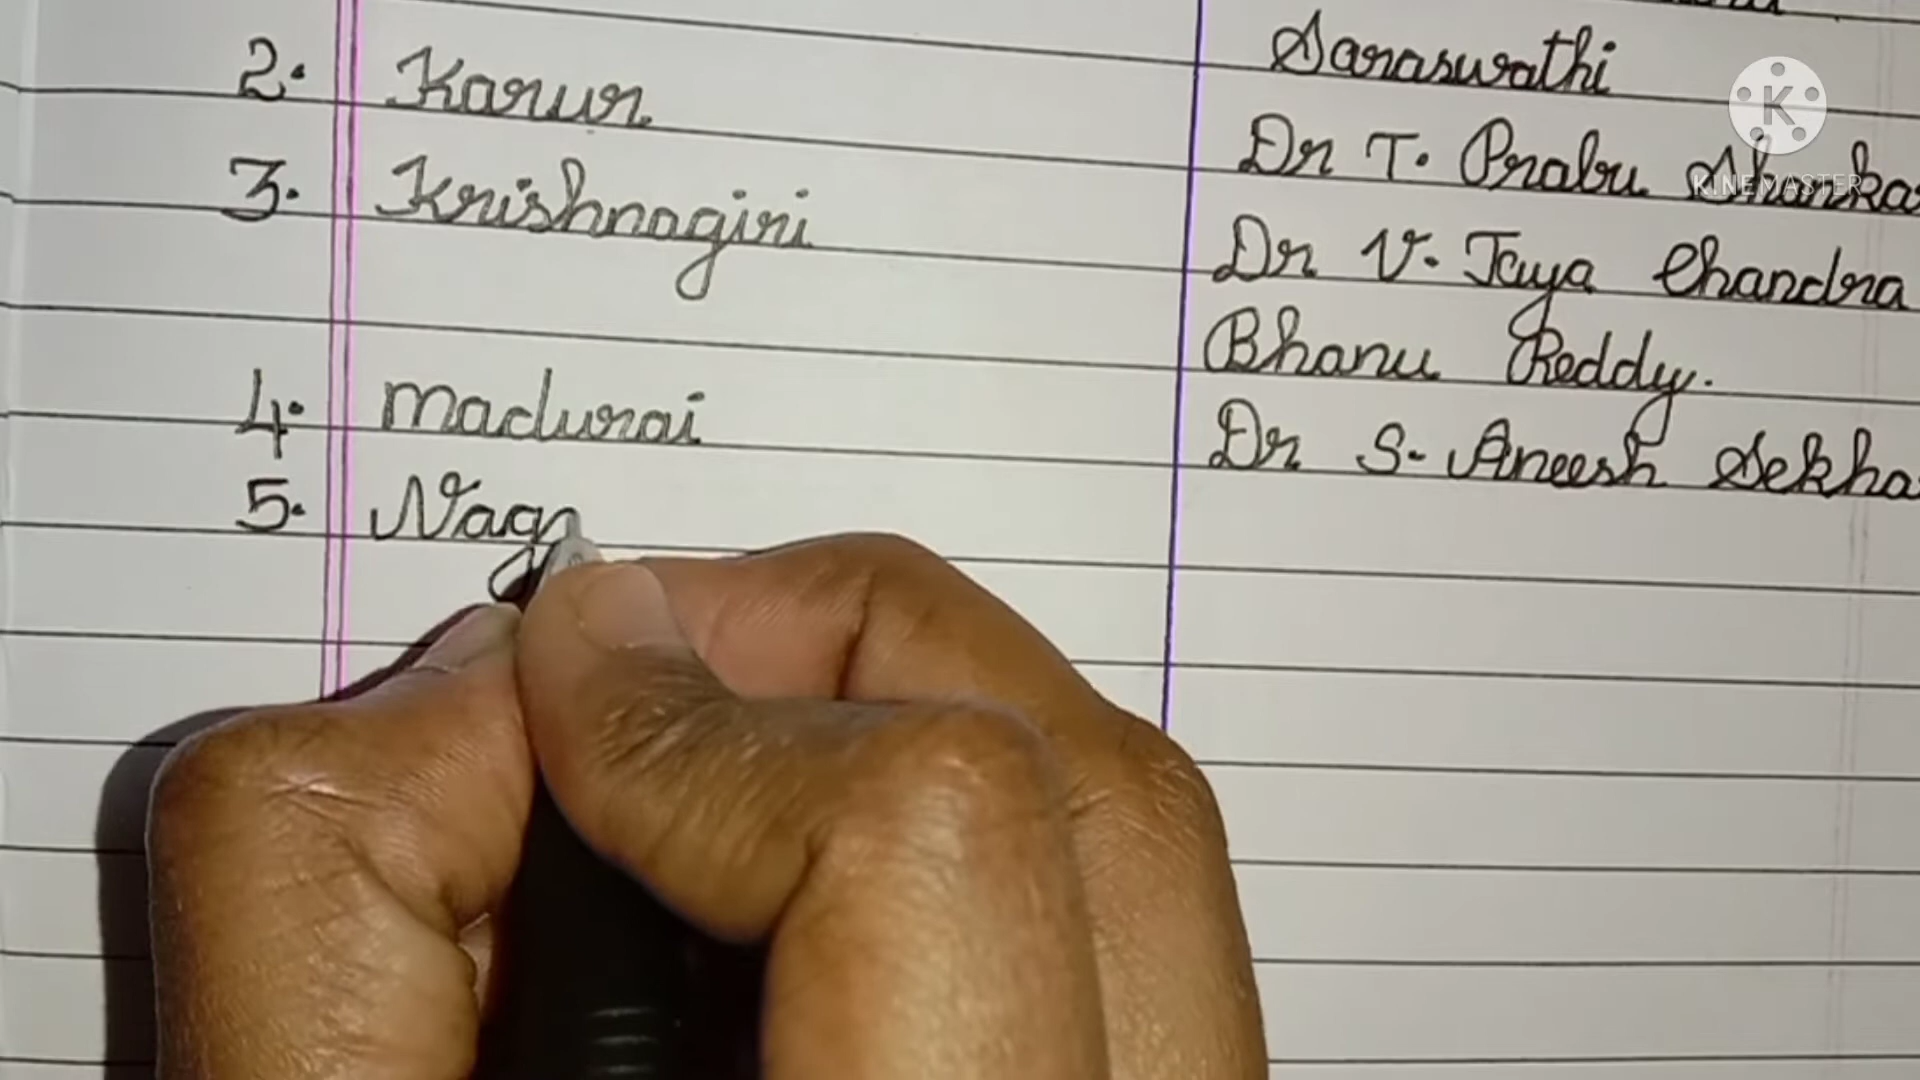 Saraswathi
2. Karur.
Dr T. Prabu Shankar
3. Krishnagiri
Dr V. Jaya Chandra
Bhanu Reddy.
4. Madurai
Dr S. Aneesh Sekha
5. Nag
K
KINEMASTER